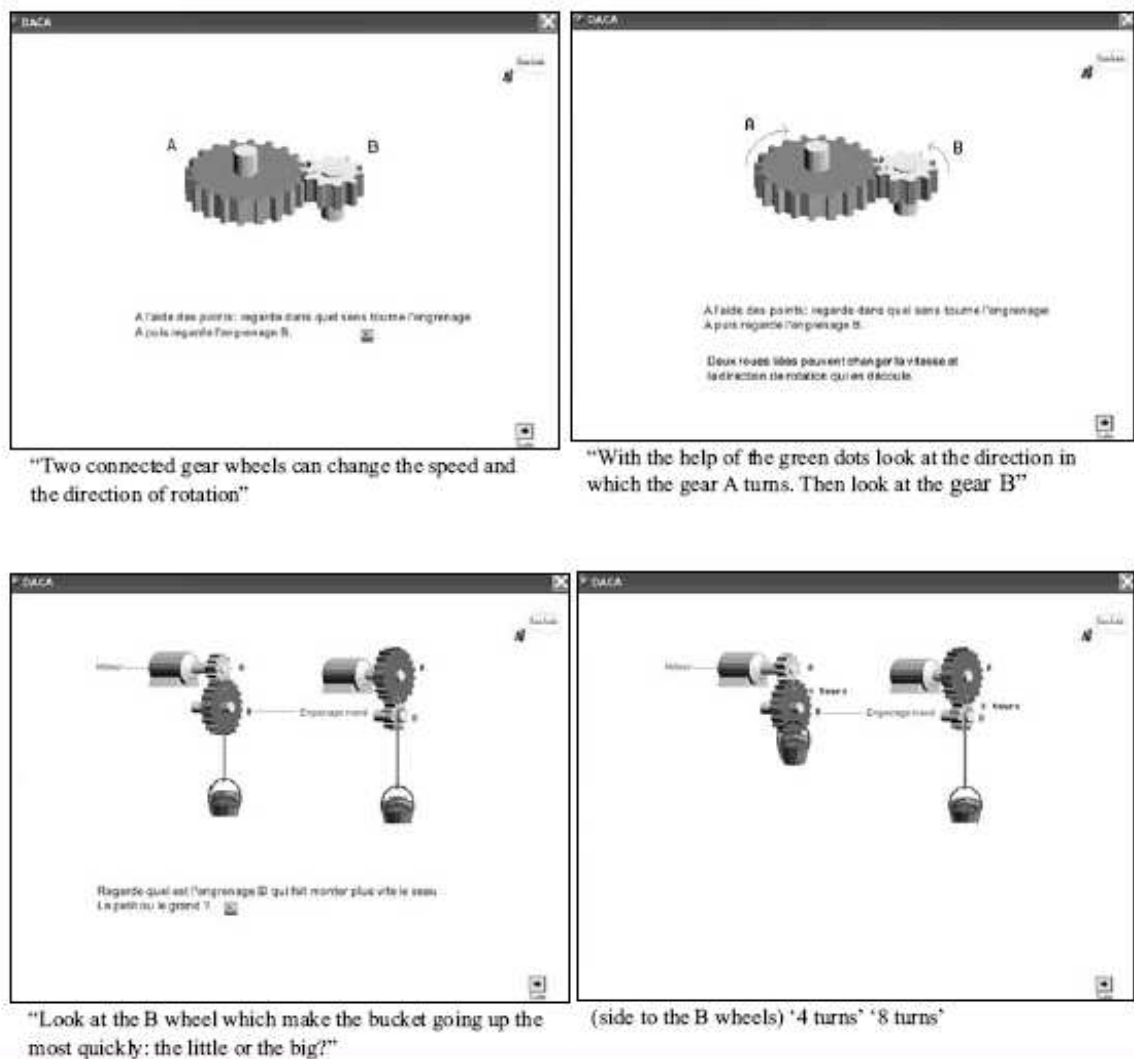 DACA
DACA
A
B
A
B
A l'aide des points: regarde dans quel sens tourne l'engrenage
A puis regarde l'engrenage B.
A l'aide des points: regarde dans quel sens tourne l'engrenage
A puis regarde l'engrenage B.
Deux roues liées peuvent changer la vitesse et
la direction de rotation qui en découle.
“Two connected gear wheels can change the speed and
the direction of rotation”
“With the help of the green dots look at the direction in
which the gear A turns. Then look at the gear B”
DACA
DACA
Engrenage mené
Engrenage mené
tours
tours
Regarde quel est l'engrenage B qui fait monter plus vite le seau
Le petit ou le grand ?
“Look at the B wheel which make the bucket going up the
most quickly: the little or the big?”
(side to the B wheels) ‘4 turns’ ‘8 turns’